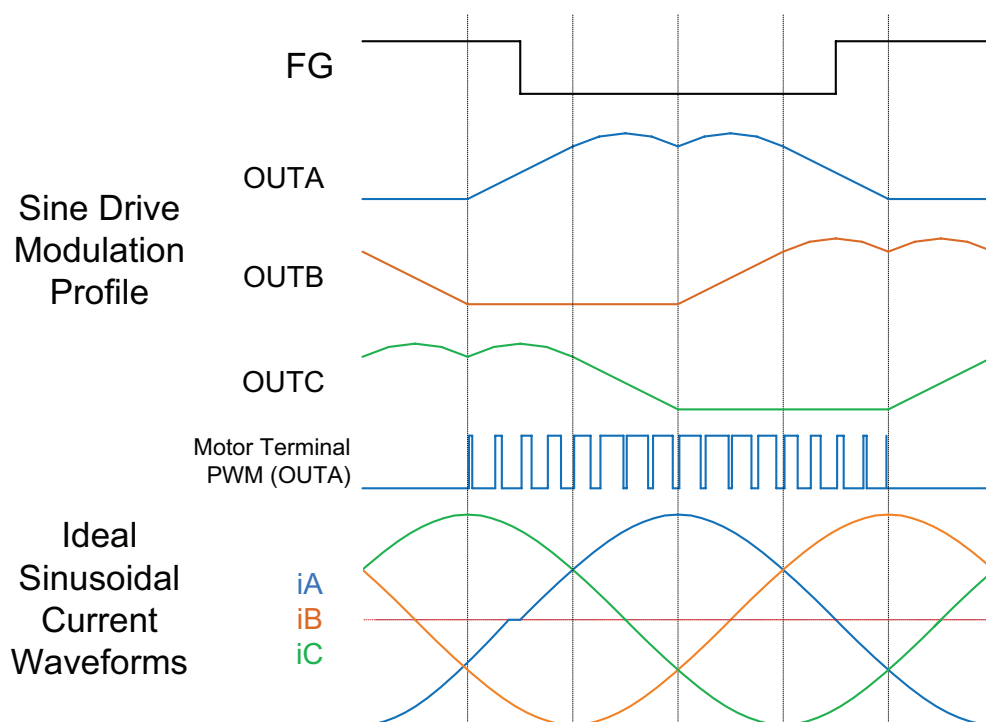 FG
OUTA
Sine Drive
Modulation
Profile
OUTB
OUTC
Motor Terminal
PWM (OUTA)
Ideal
Sinusoidal
Current
Waveforms
iA
iB
iC